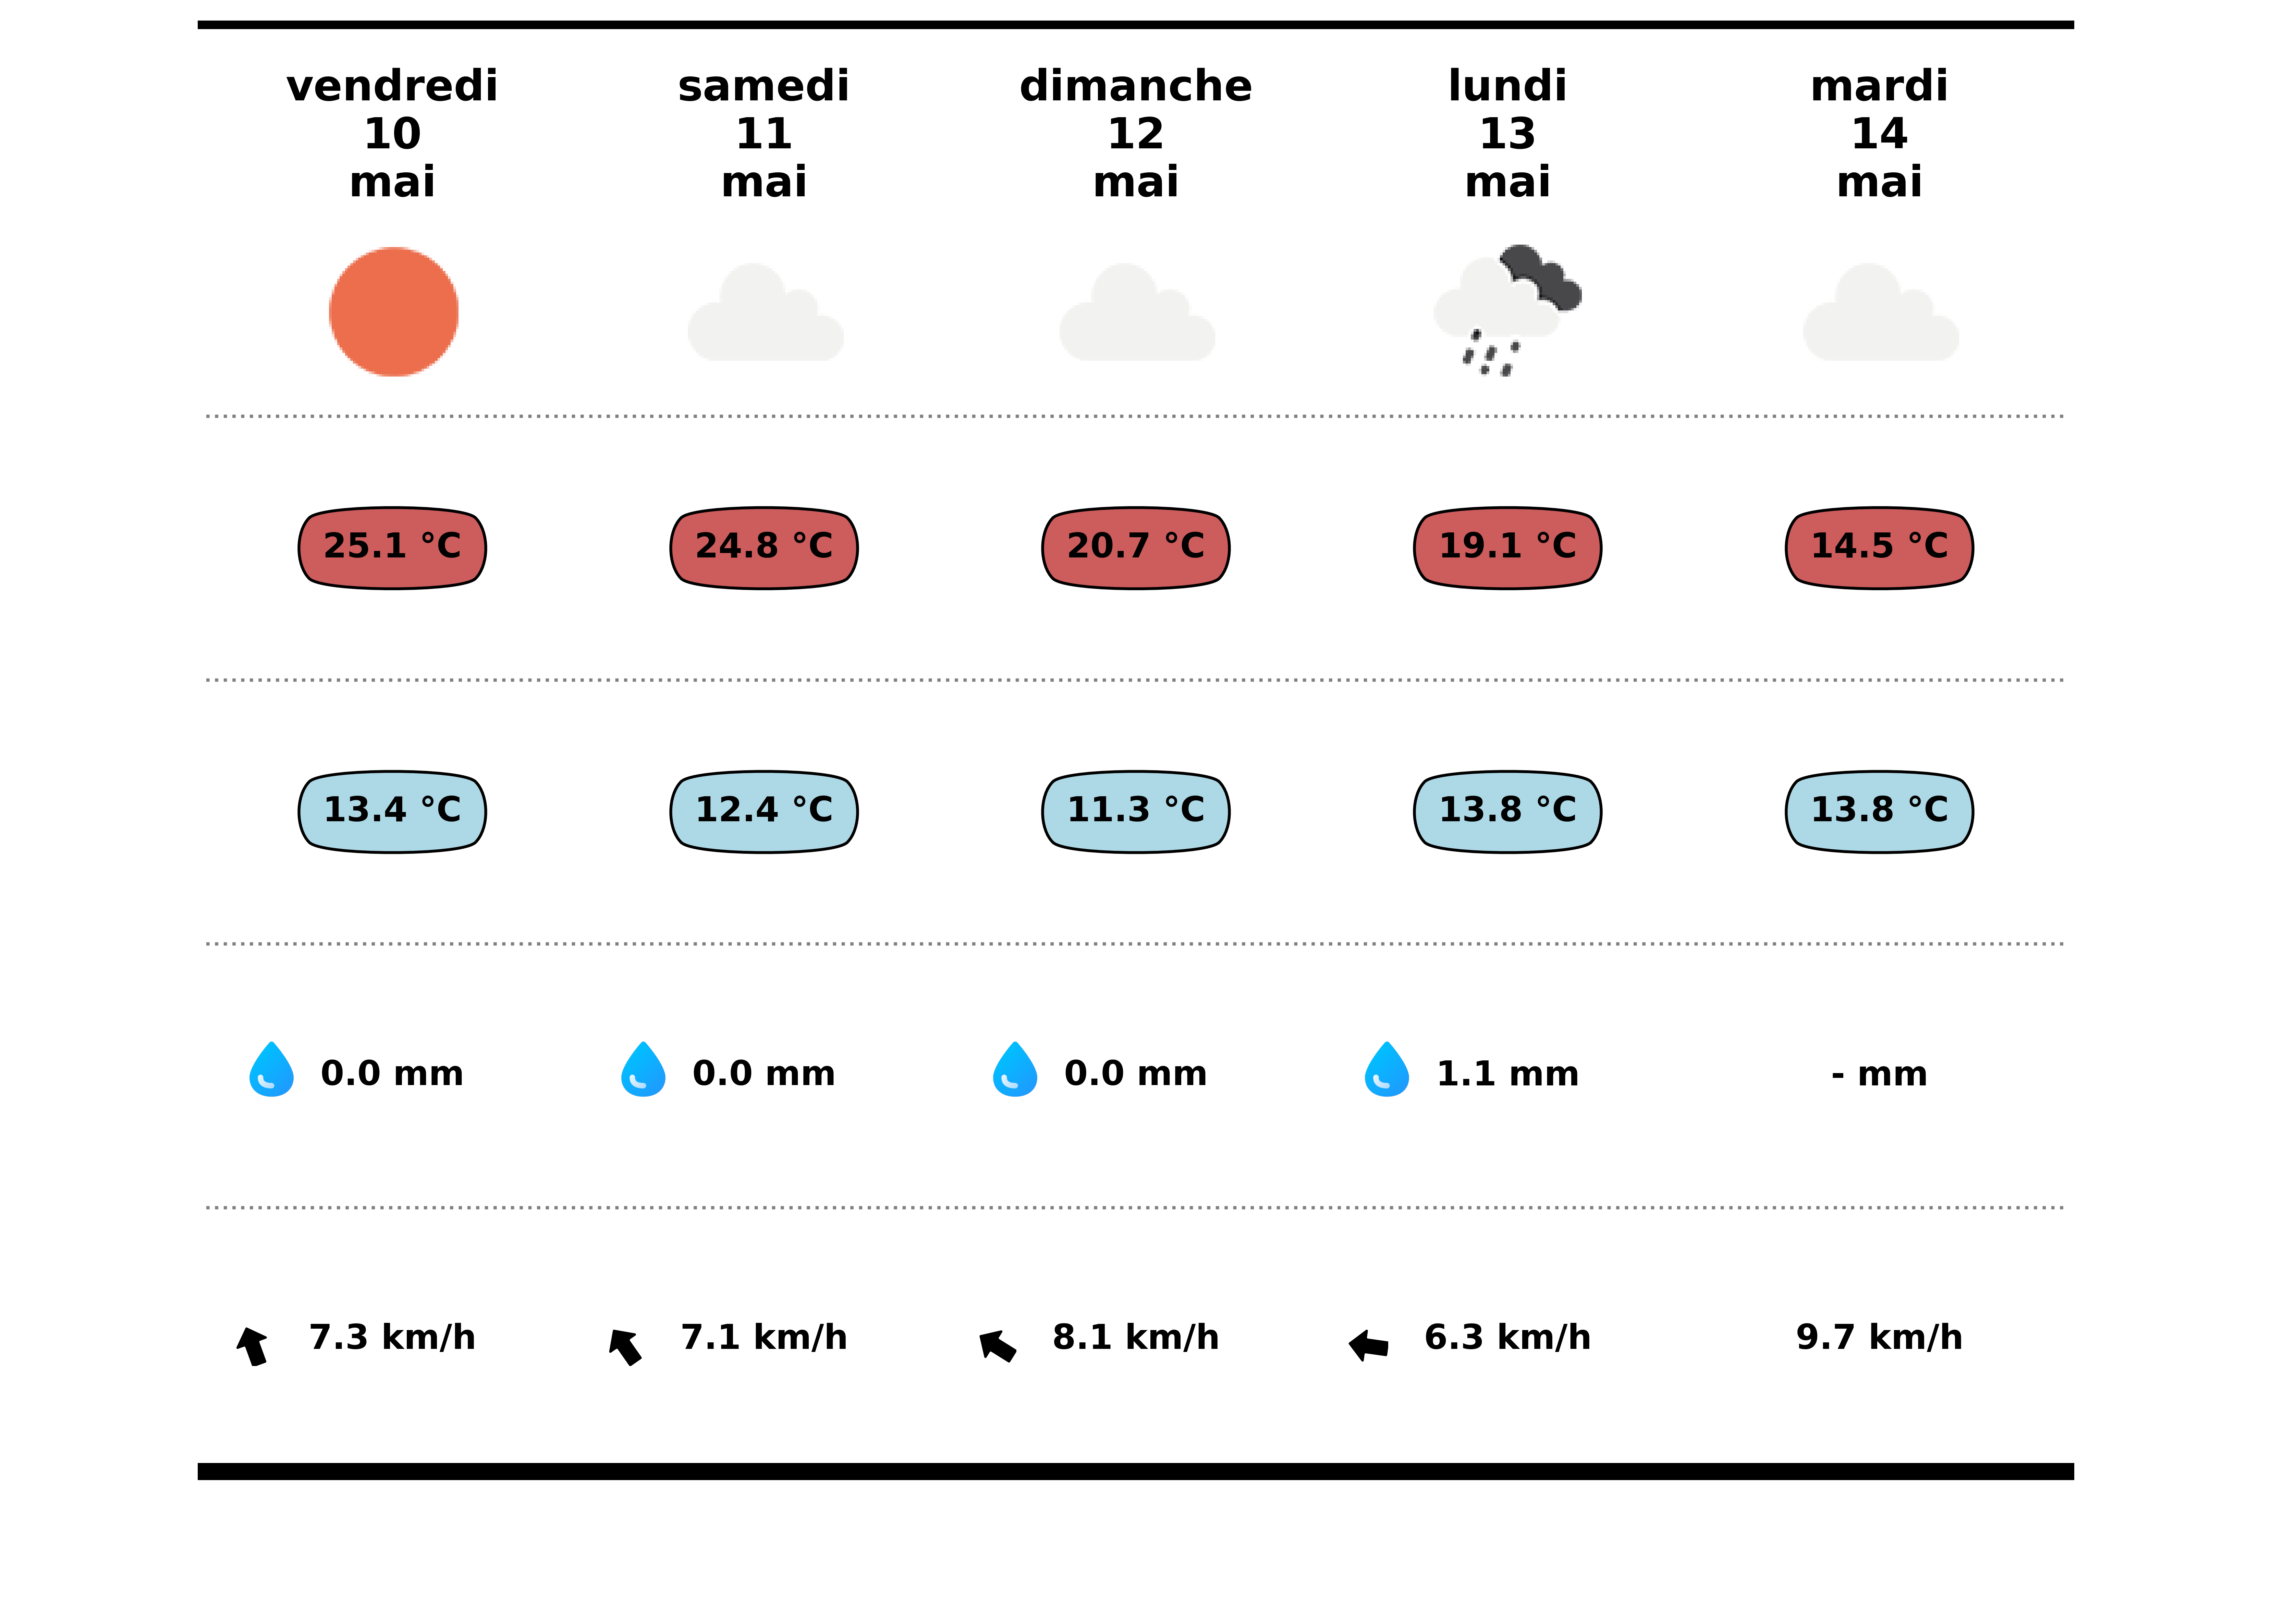 vendredi samedi dimanche lundi mardi
10 11 12 13 14
mai mai mai mai mai
25.1 °C 24.8 °C 20.7 °C 19.1 °C 14.5 °C
13.4 °C 12.4 °C 11.3 °C 13.8 °C 13.8 °C
0.0 mm 0.0 mm 0.0 mm 1.1 mm - mm
7.3 km/h 7.1 km/h 8.1 km/h 6.3 km/h 9.7 km/h